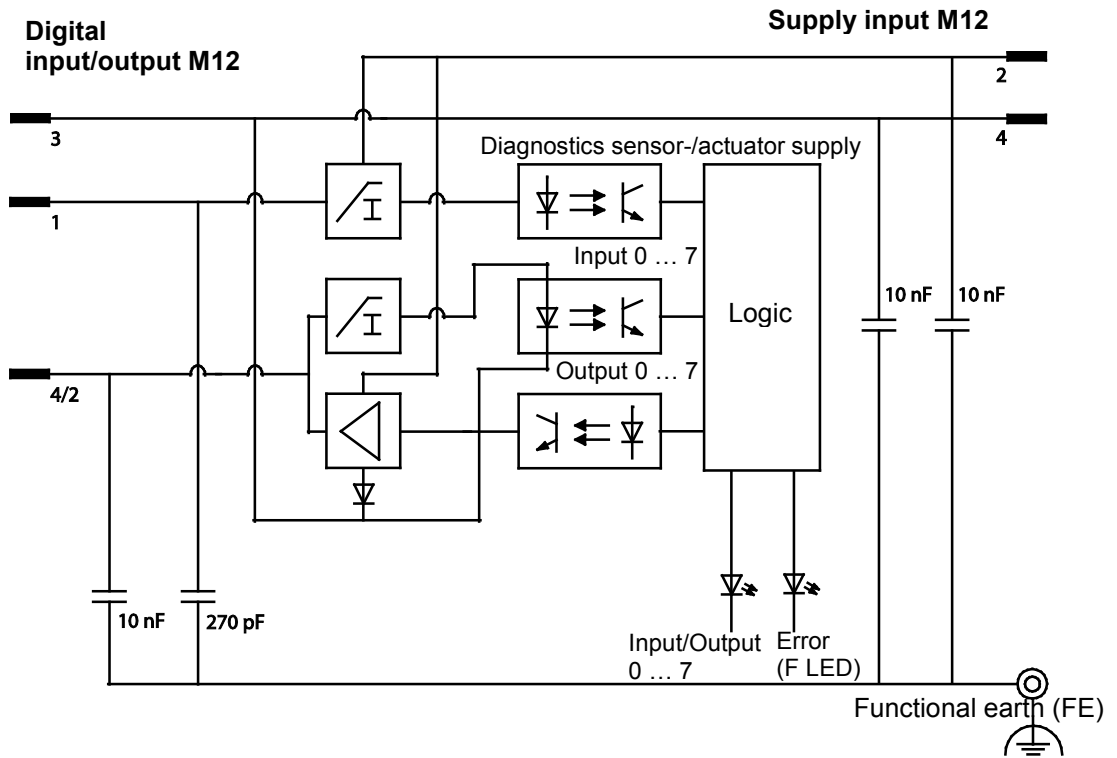 Digital
input/output M12
Supply input M12
2
3
4
Diagnostics sensor-/actuator supply
1
Input 0 … 7
10 nF
10 nF
Logic
Output 0 … 7
4/2
10 nF
270 pF
Input/Output
0 … 7
Error
(F LED)
Functional earth (FE)